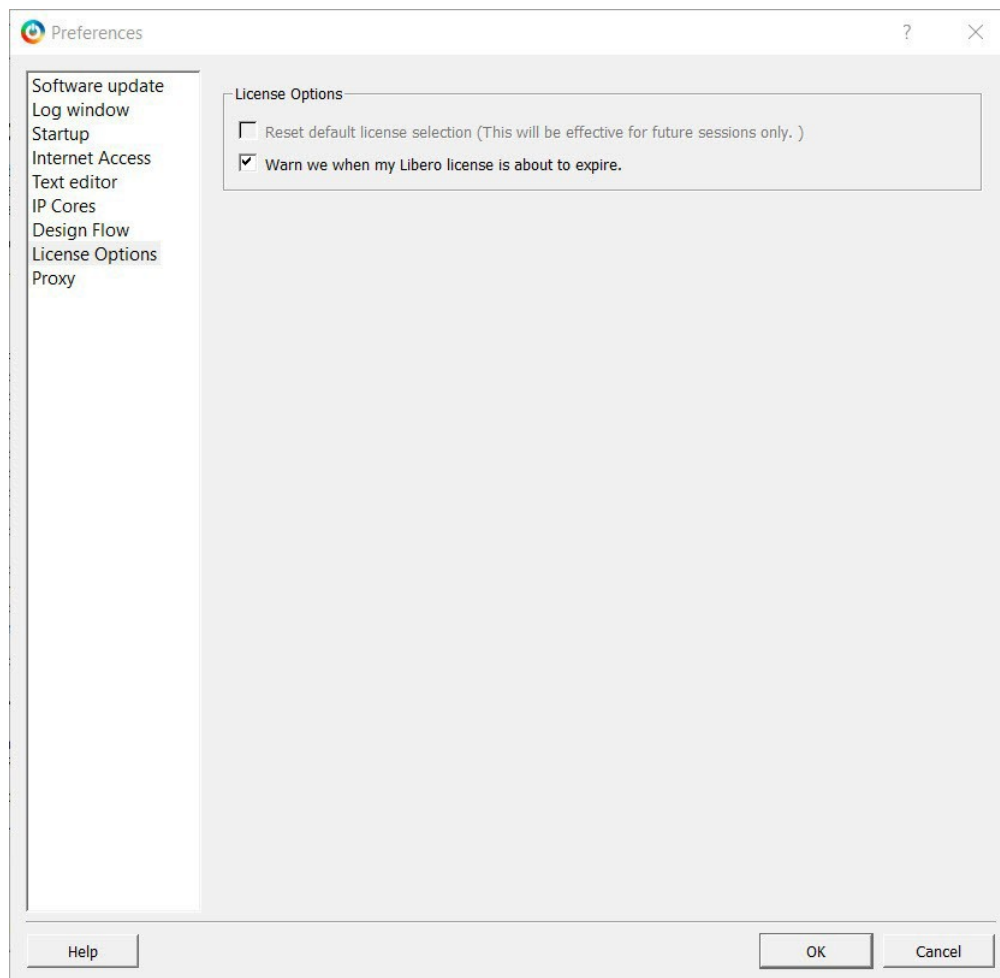 Preferences
?
Software update
Log window
Startup
Internet Access
Text editor
IP Cores
Design Flow
License Options
Proxy
License Options
Reset default license selection (This will be effective for future sessions only. )
Warn we when my Libero license is about to expire.
Help
OK
Cancel